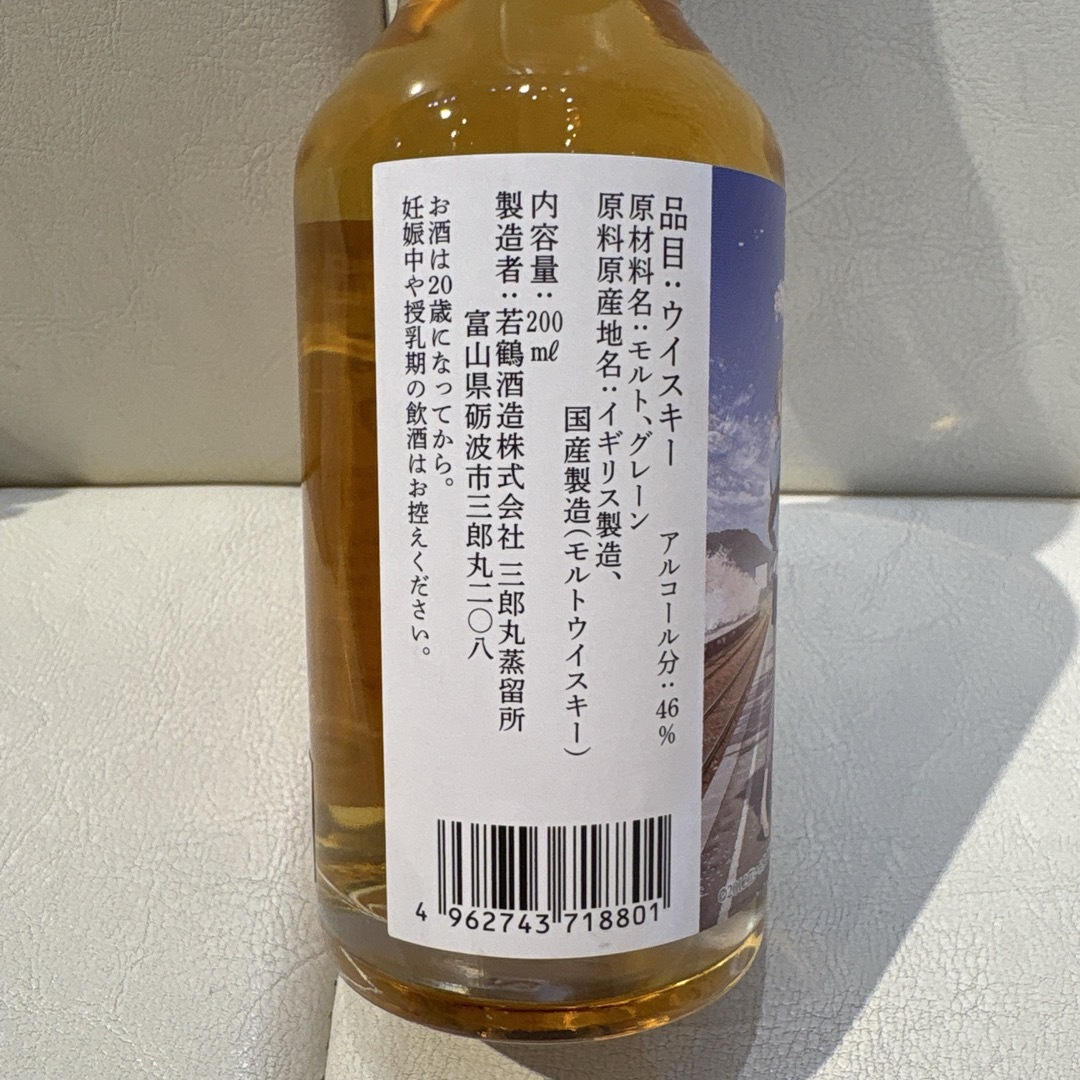 品目：ウイスキー　アルコール分：46%
原材料名：モルト、グレーン
原料原産地名：イギリス製造、
国産製造(モルトウイスキー)
内容量：200㎖
製造者：若鶴酒造株式会社 三郎丸蒸留所
富山県砺波市三郎丸二〇八
お酒は20歳になってから。
妊娠中や授乳期の飲酒はお控えください。
4 962743 718801